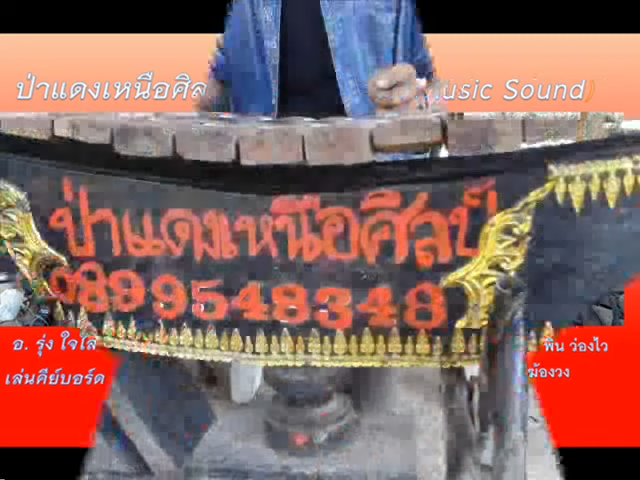 ป่าแดงเหนือศิล usic Sound)
ป่าแดงเหนือศิลป์
0899548348
อ. รุ่ง ใจใส
เล่นคีย์บอร์ด
พิน ว่องไว
ฆ้องวง